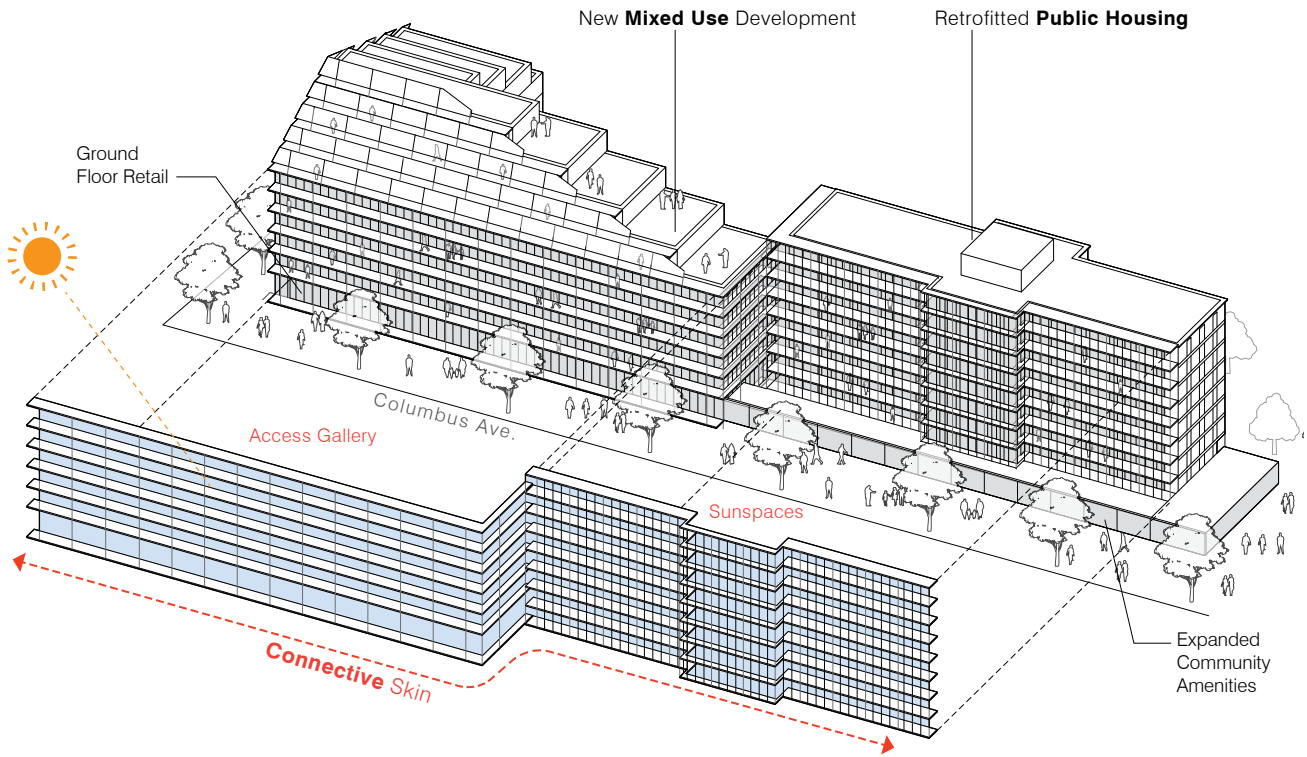 New Mixed Use Development
Retrofitted Public Housing
Ground
Floor Retail
Columbus Ave.
Access Gallery
Sunspaces
Connective Skin
Expanded
Community
Amenities